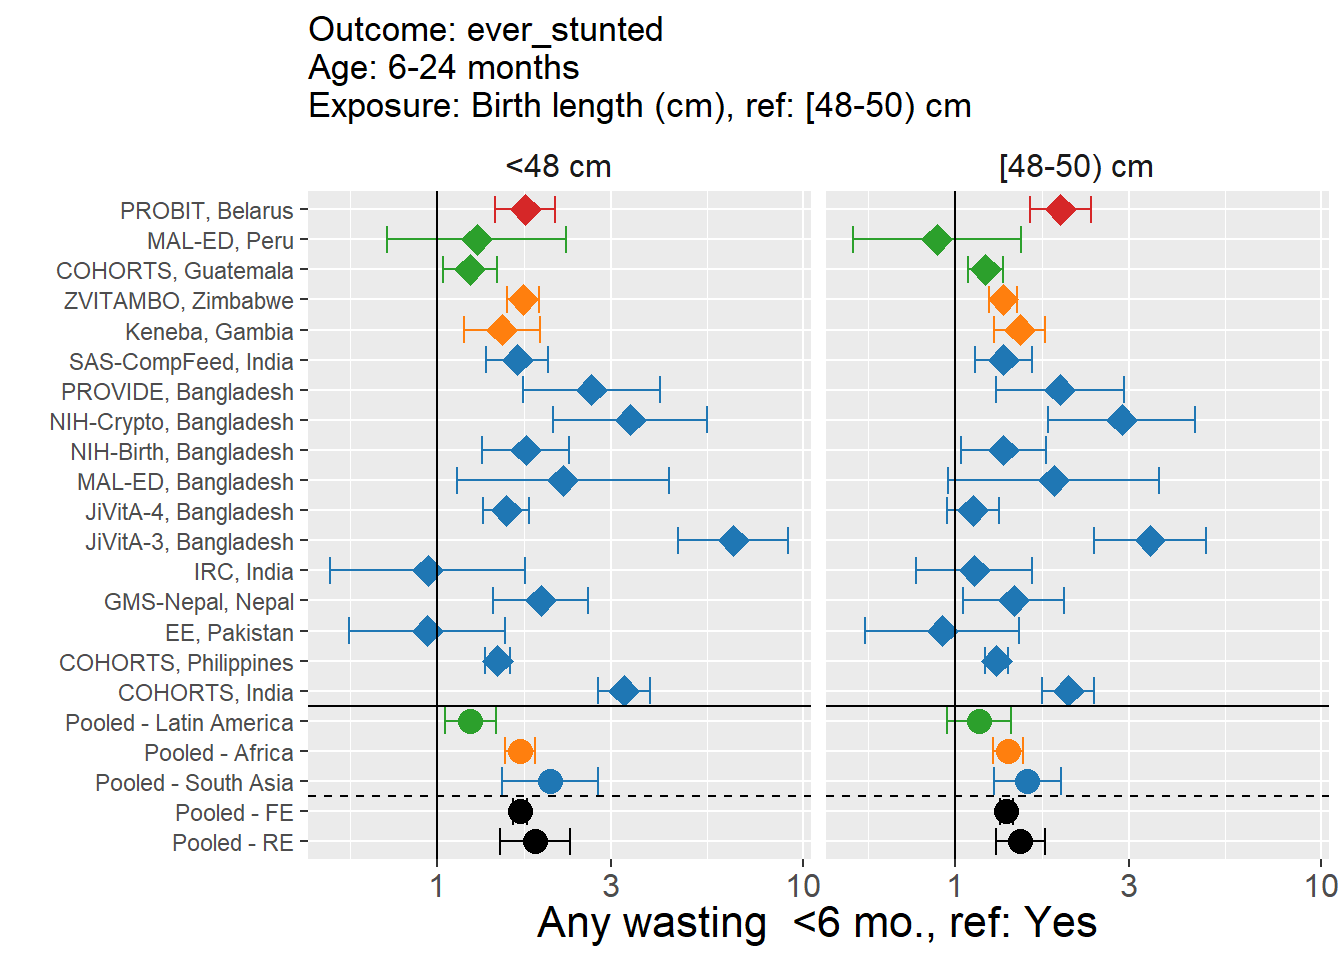 Outcome: ever_stunted
Age: 6-24 months
Exposure: Birth length (cm), ref: [48-50) cm
<48 cm
[48-50) cm
PROBIT, Belarus
MAL-ED, Peru
COHORTS, Guatemala
ZVITAMBO, Zimbabwe
Keneba, Gambia
SAS-CompFeed, India
PROVIDE, Bangladesh
NIH-Crypto, Bangladesh
NIH-Birth, Bangladesh
MAL-ED, Bangladesh
JiVitA-4, Bangladesh
JiVitA-3, Bangladesh
IRC, India
GMS-Nepal, Nepal
EE, Pakistan
COHORTS, Philippines
COHORTS, India
Pooled - Latin America
Pooled - Africa
Pooled - South Asia
Pooled - FE
Pooled - RE
1 3 10
1 3 10
Any wasting  <6 mo., ref: Yes